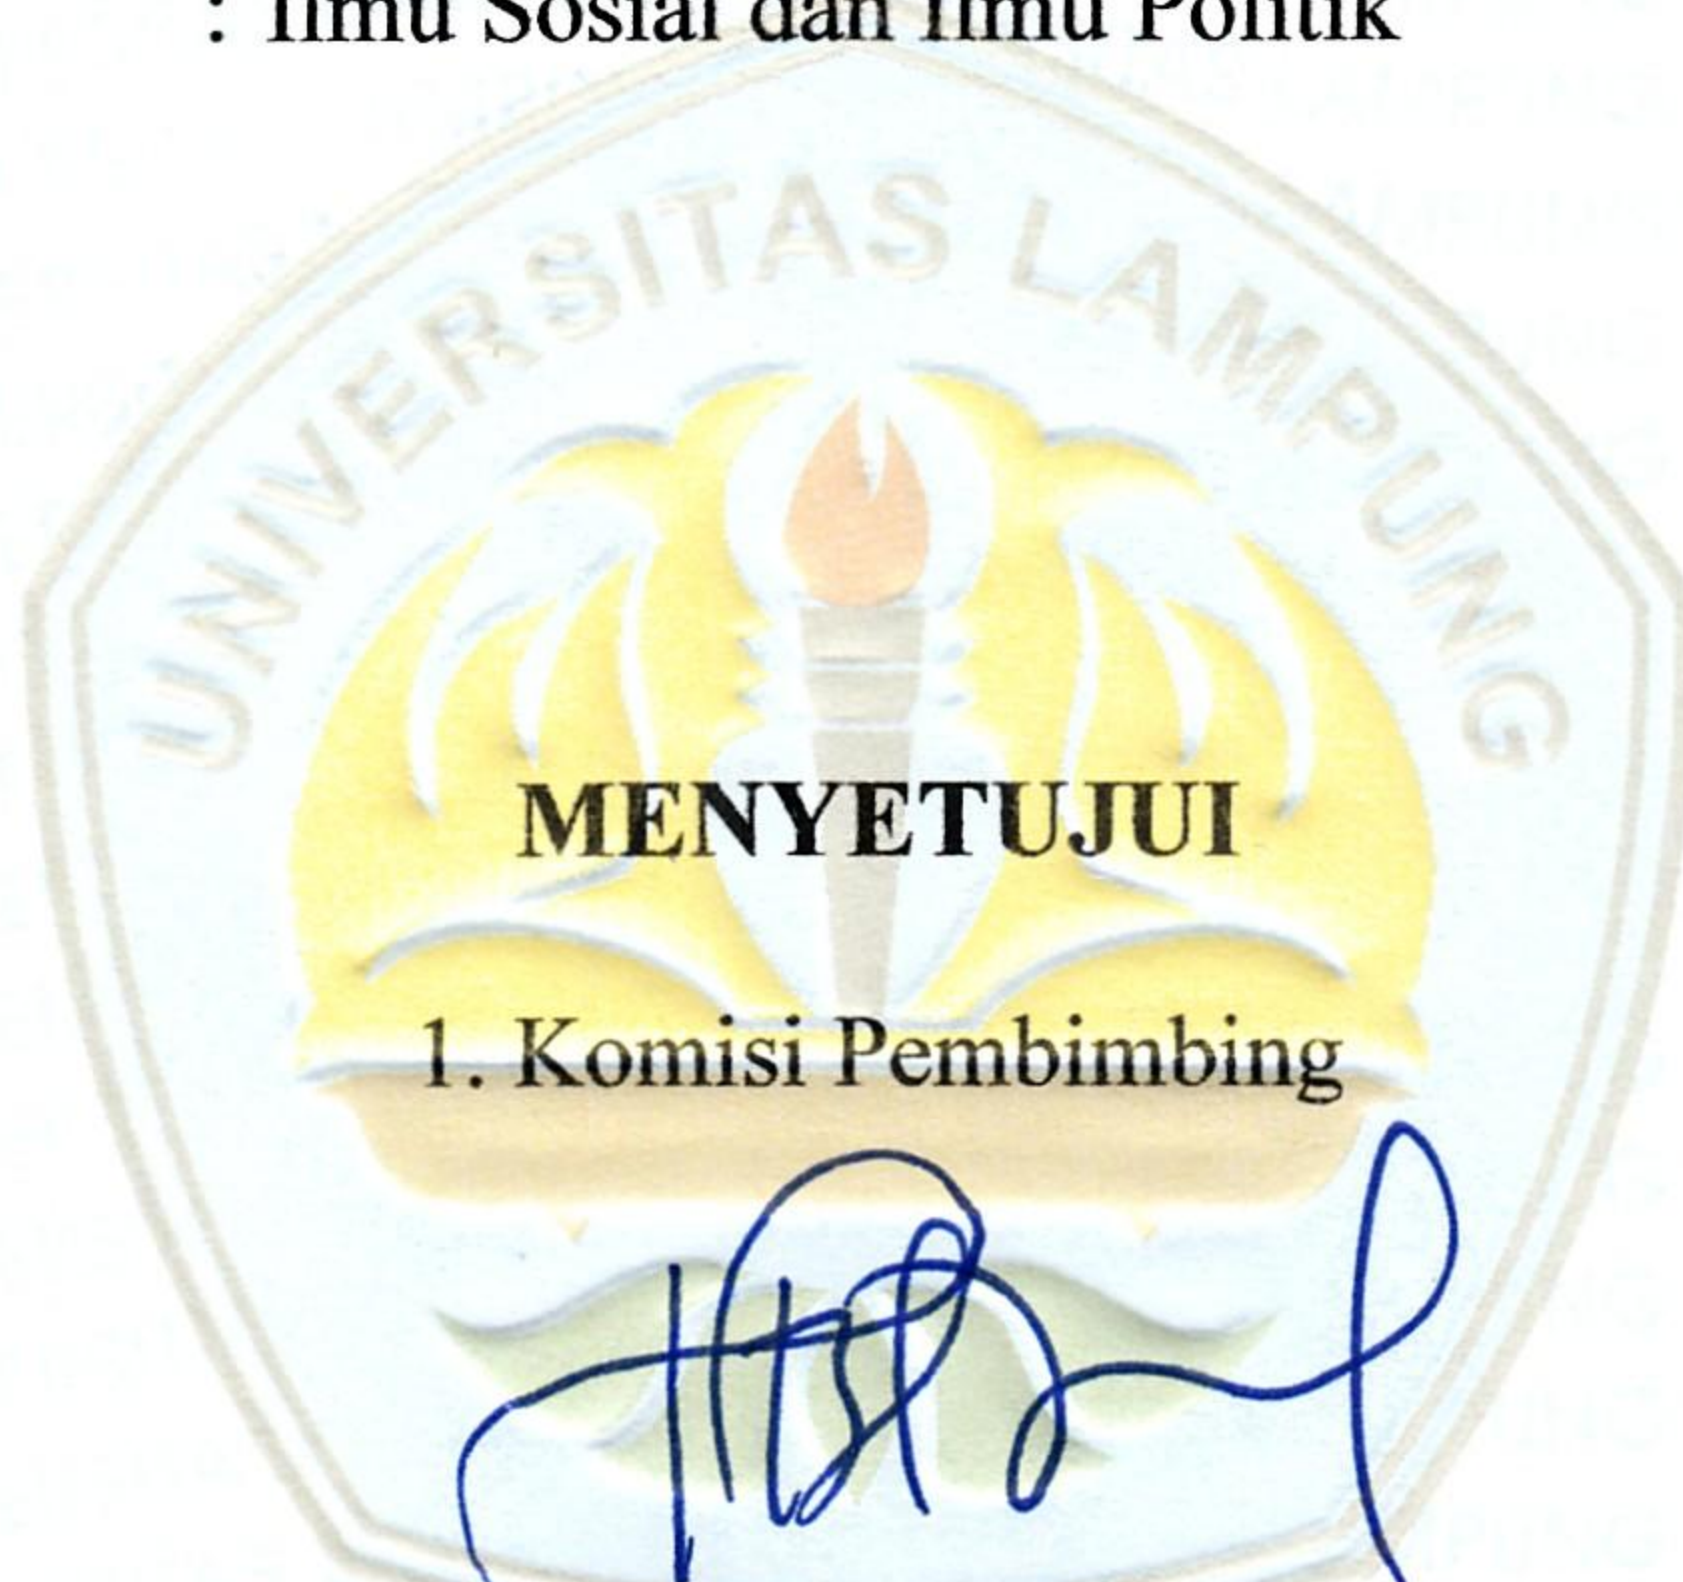 : Ilmu Sosial dan Ilmu Politik
UNIVERSITAS LAMPUNG
MENYETUJUI
1. Komisi Pembimbing